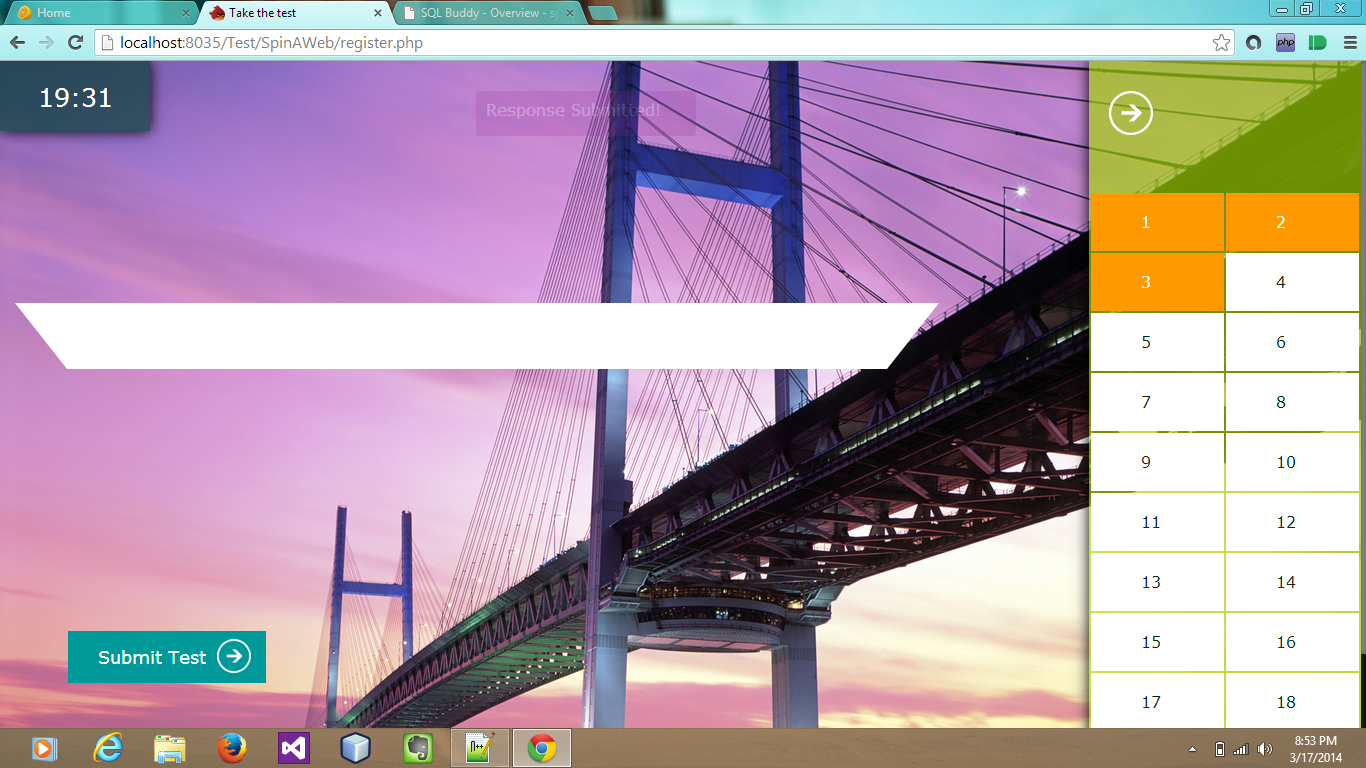 Home
Take the test
SQL Buddy - Overview - s
localhost:8035/Test/SpinAWeb/register.php
php
19:31
Response Submitted!
1 2
3 4
5 6
7 8
9 10
11 12
13 14
15 16
17 18
Submit Test
8:53 PM
3/17/2014